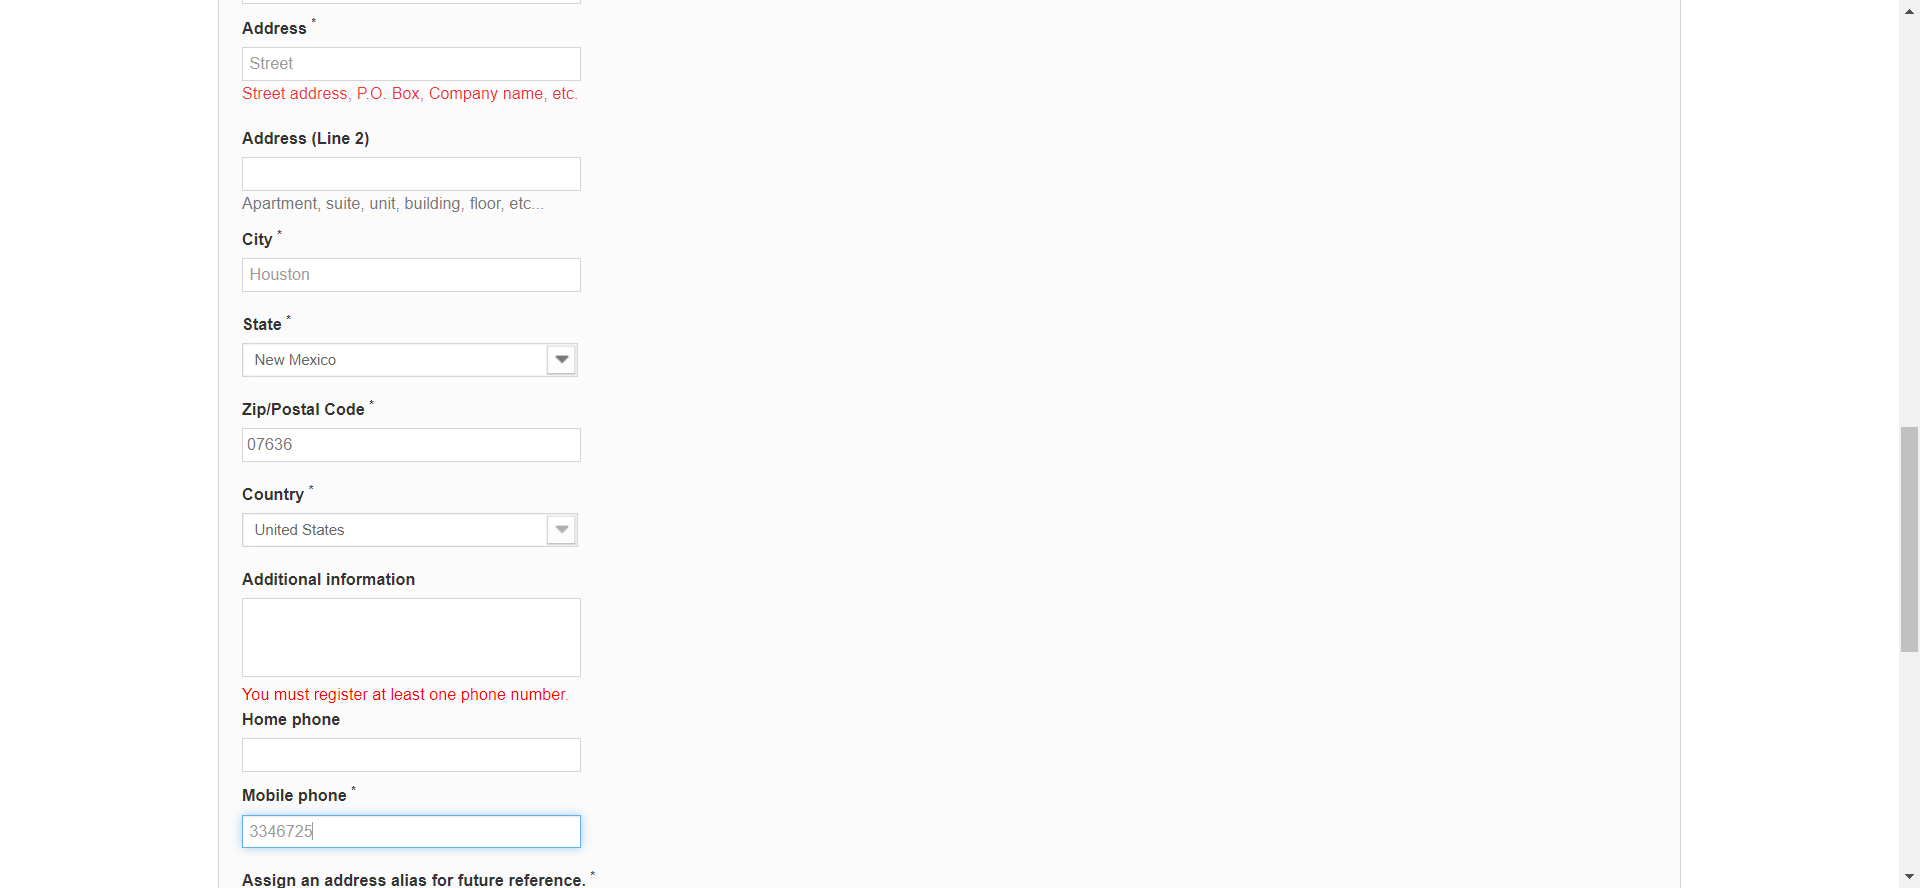 Address *
Street
Street address, P.O. Box, Company name, etc.
Address (Line 2)
Apartment, suite, unit, building, floor, etc...
City *
Houston
State *
New Mexico
Zip/Postal Code *
07636
Country *
United States
Additional information
You must register at least one phone number.
Home phone
Mobile phone *
3346725
Assign an address alias for future reference. *